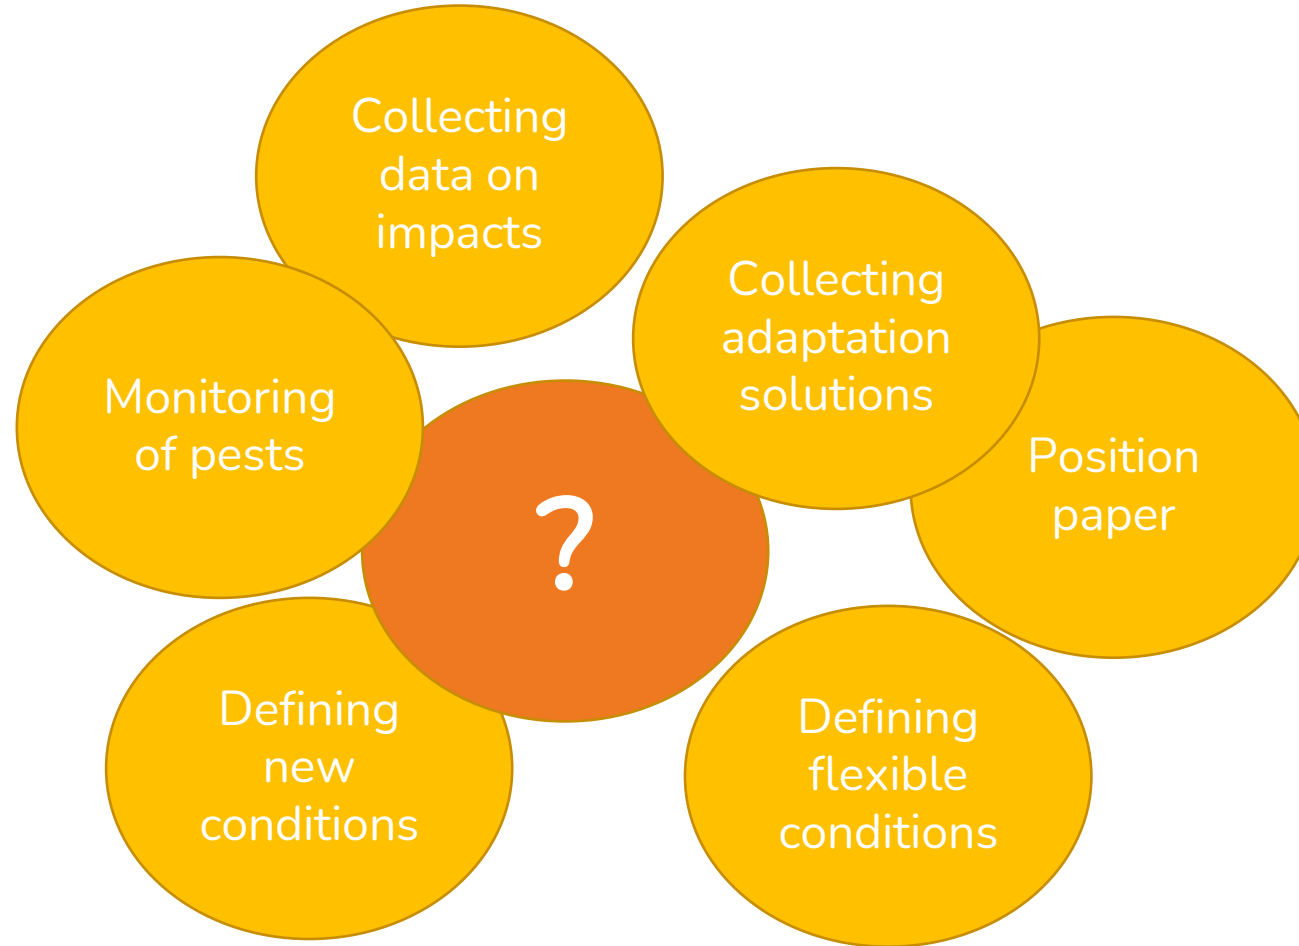 Collecting
data on
impacts
Collecting
adaptation
solutions
Monitoring
of pests
Position
paper
?
Defining
new
conditions
Defining
flexible
conditions